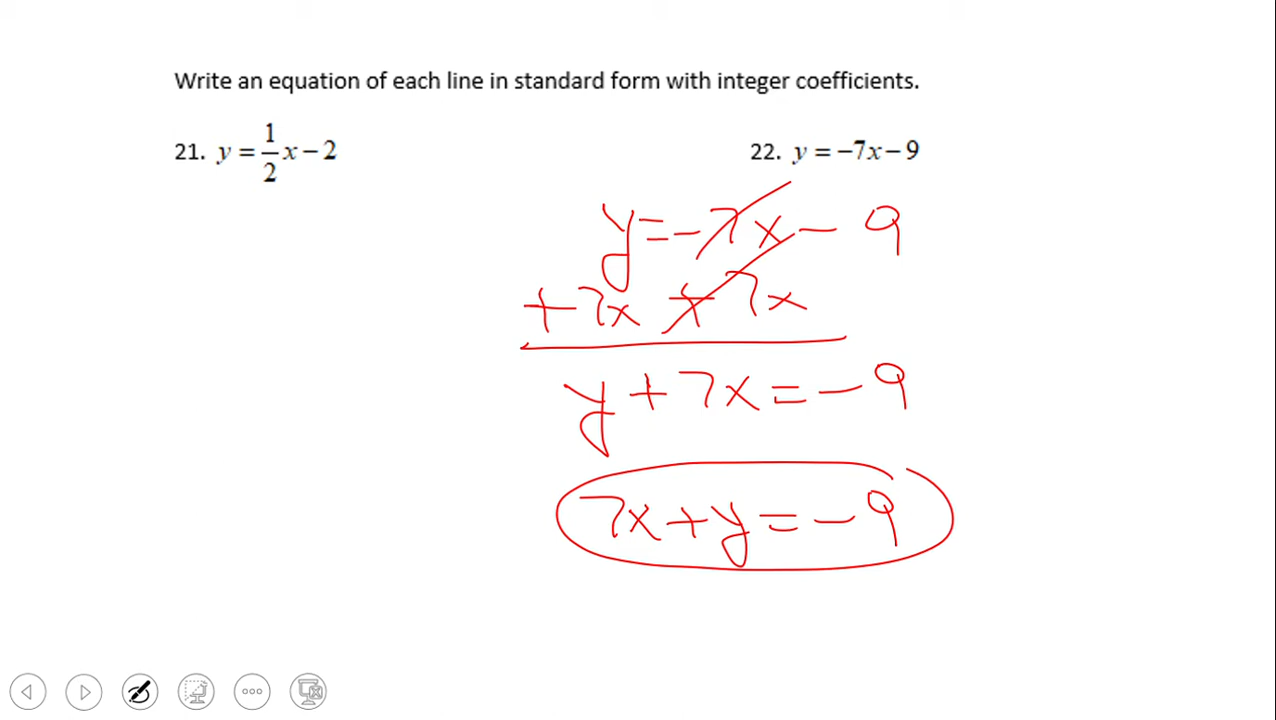 Write an equation of each line in standard form with integer coefficients.
21. y = 1/2 x − 2
22. y = −7x − 9
y = −7x − 9
+7x +7x
y + 7x = −9
7x + y = −9